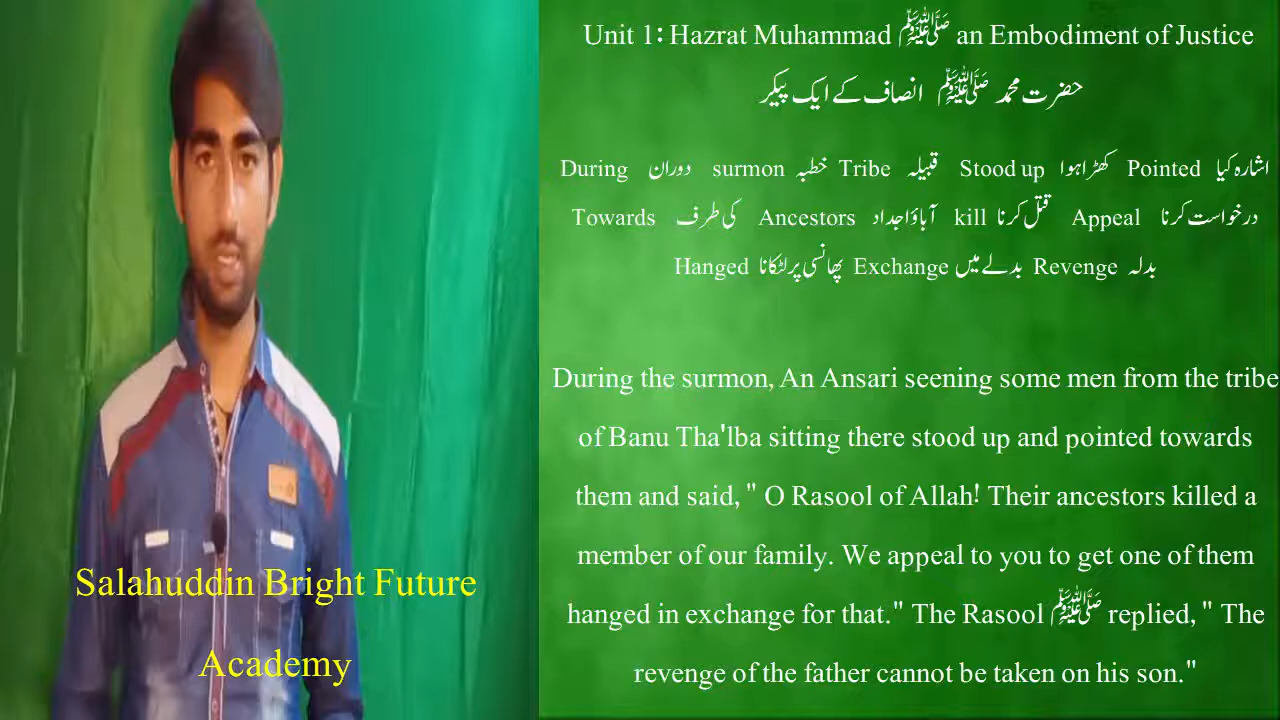 Unit 1: Hazrat Muhammad ﷺ an Embodiment of Justice
حضرت محمد ﷺ انصاف کے ایک پیکر
During دوران surmon خطبہ Tribe قبیلہ Stood up کھڑا ہوا Pointed اشارہ کیا
Towards کی طرف Ancestors آباؤاجداد kill قتل کرنا Appeal درخواست کرنا
Hanged پھانسی پر لٹکانا Exchange بدلے میں Revenge بدلہ
During the surmon, An Ansari seening some men from the tribe
of Banu Tha'lba sitting there stood up and pointed towards
them and said, " O Rasool of Allah! Their ancestors killed a
member of our family. We appeal to you to get one of them
hanged in exchange for that." The Rasool ﷺ replied, " The
revenge of the father cannot be taken on his son."
Salahuddin Bright Future
Academy